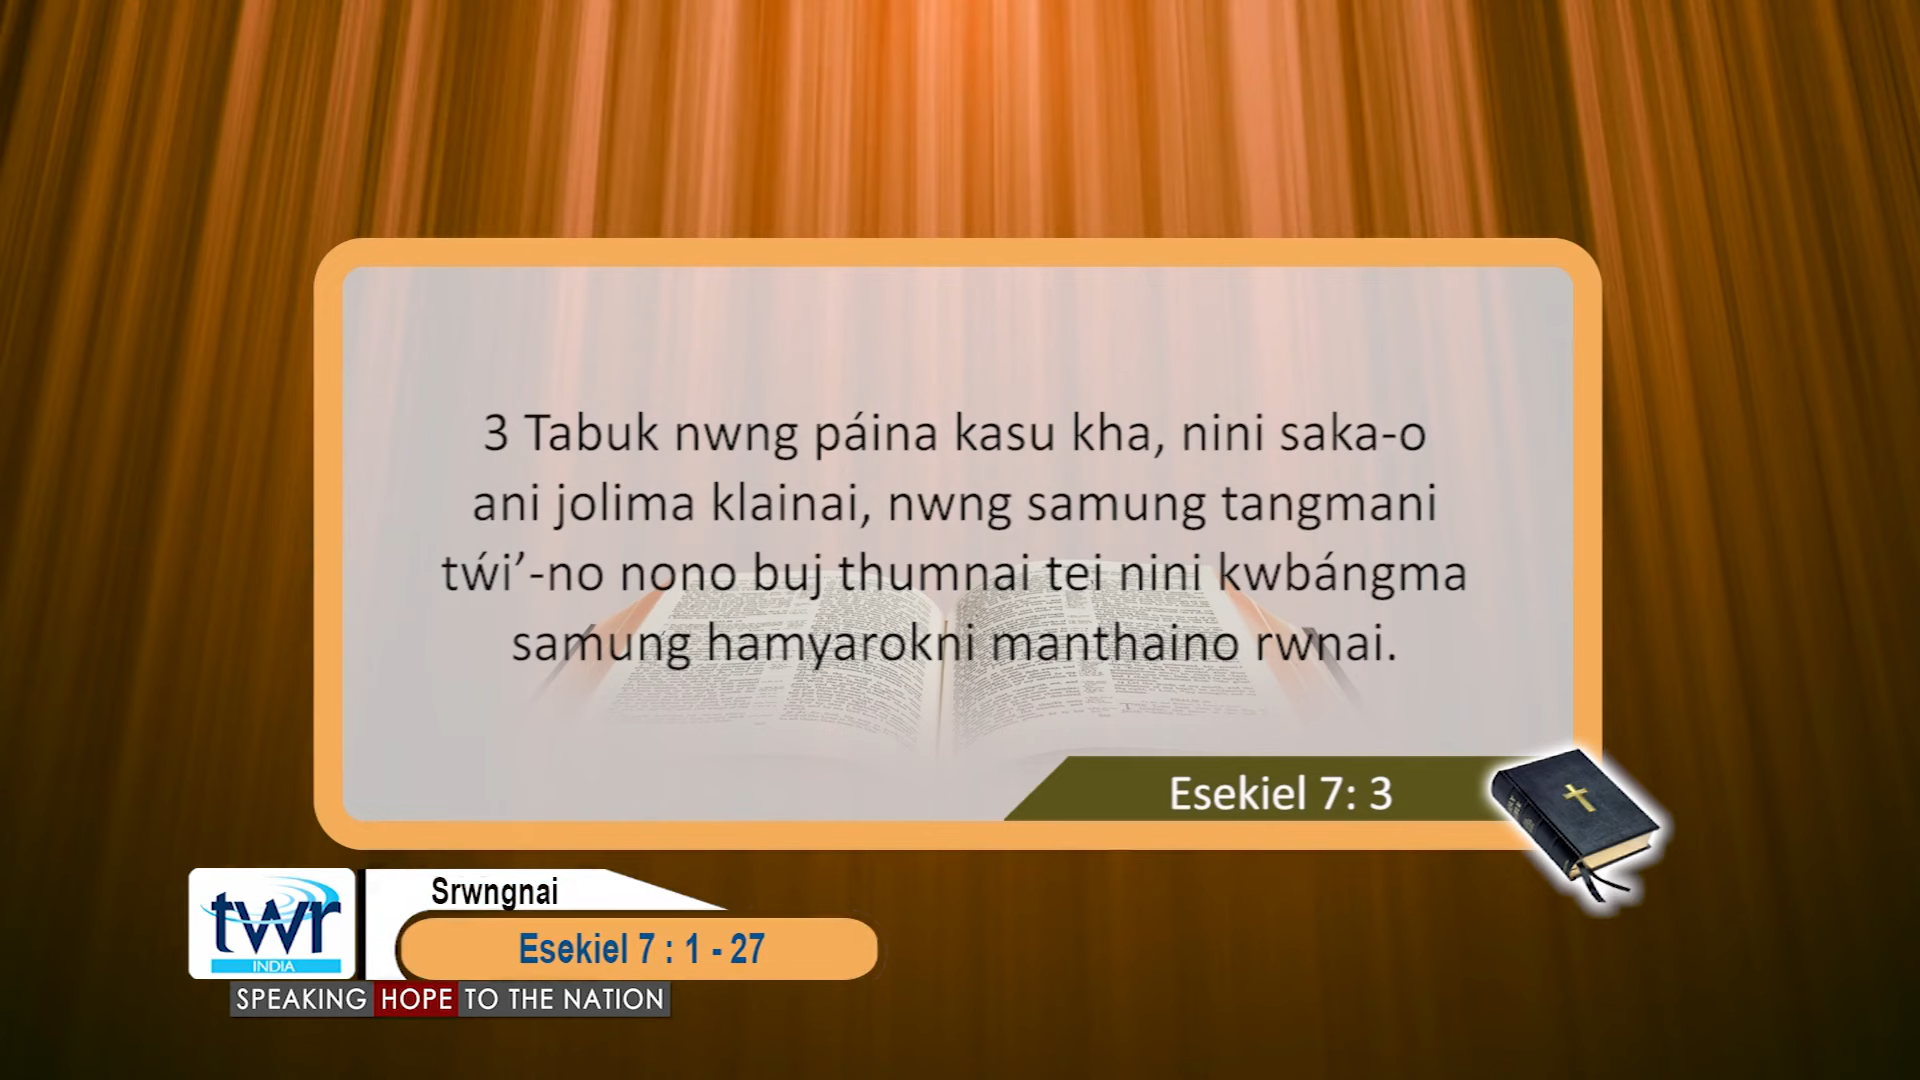 3 Tabuk nwng páina kasu kha, nini saka-o
ani jolima klainai, nwng samung tangmani
tẃi’-no nono buj thumnai tei nini kwbángma
samung hamyarokni manthaino rwnai.
Esekiel 7: 3
Srwngnai
Esekiel 7 : 1 - 27
twr
INDIA
SPEAKING HOPE TO THE NATION